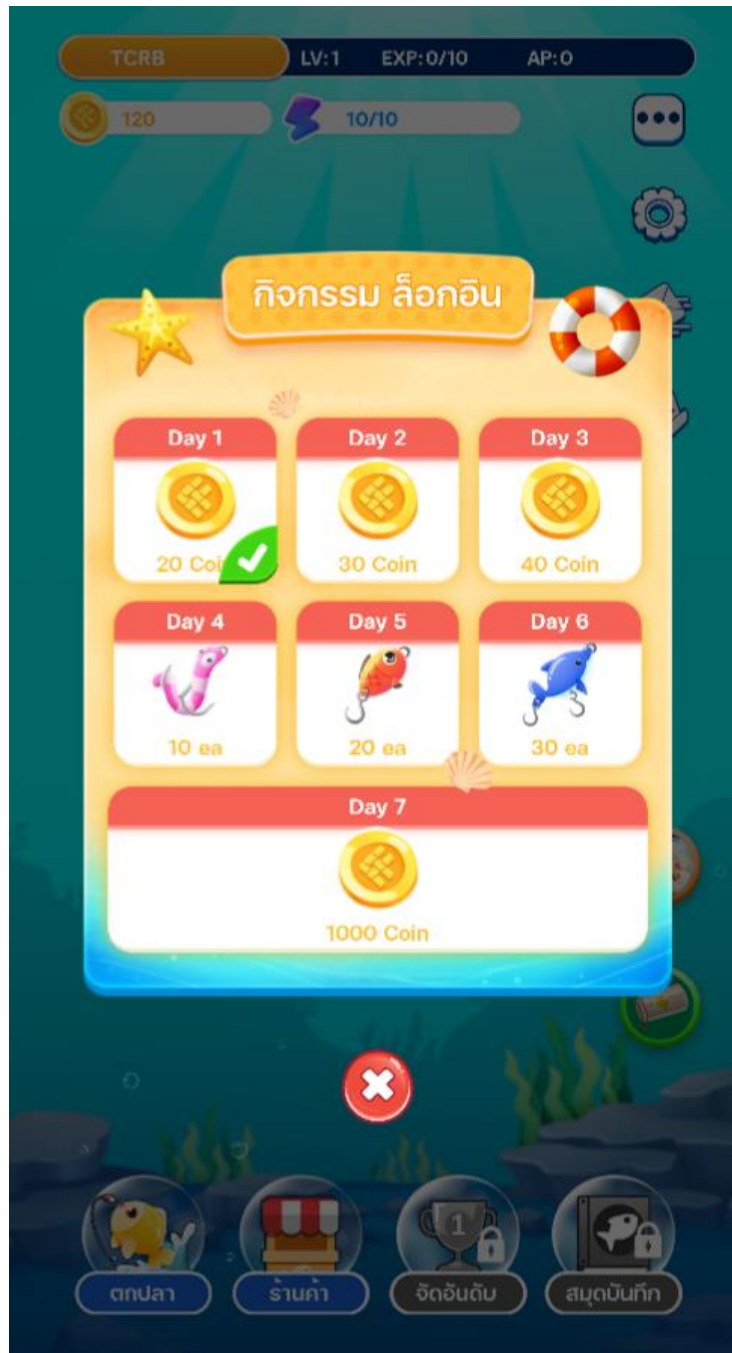 TCRB LV:1 EXP:0/10 AP:0
120 10/10
กิจกรรม ล็อกอิน
Day 1 Day 2 Day 3
20 Coi 30 Coin 40 Coin
Day 4 Day 5 Day 6
10 ea 20 ea 30 ea
Day 7
1000 Coin
1
ตกปลา ร้านค้า จัดอันดับ สมุดบันทึก